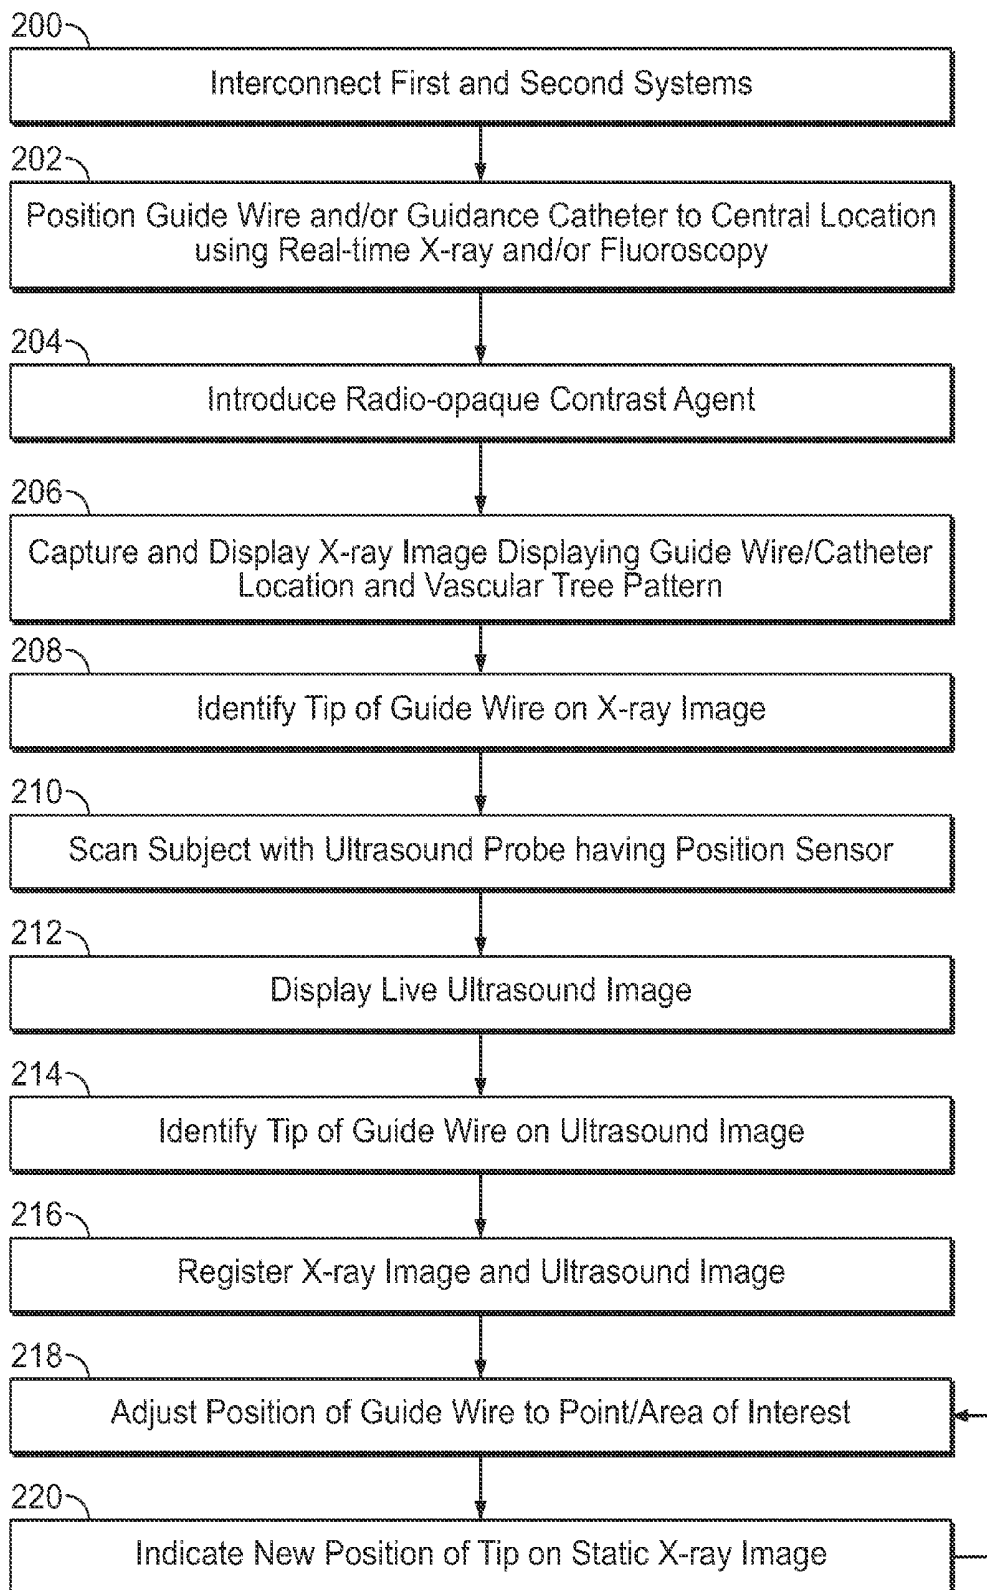 200
Interconnect First and Second Systems
202
Position Guide Wire and/or Guidance Catheter to Central Location
using Real-time X-ray and/or Fluoroscopy
204
Introduce Radio-opaque Contrast Agent
206
Capture and Display X-ray Image Displaying Guide Wire/Catheter
Location and Vascular Tree Pattern
208
Identify Tip of Guide Wire on X-ray Image
210
Scan Subject with Ultrasound Probe having Position Sensor
212
Display Live Ultrasound Image
214
Identify Tip of Guide Wire on Ultrasound Image
216
Register X-ray Image and Ultrasound Image
218
Adjust Position of Guide Wire to Point/Area of Interest
220
Indicate New Position of Tip on Static X-ray Image